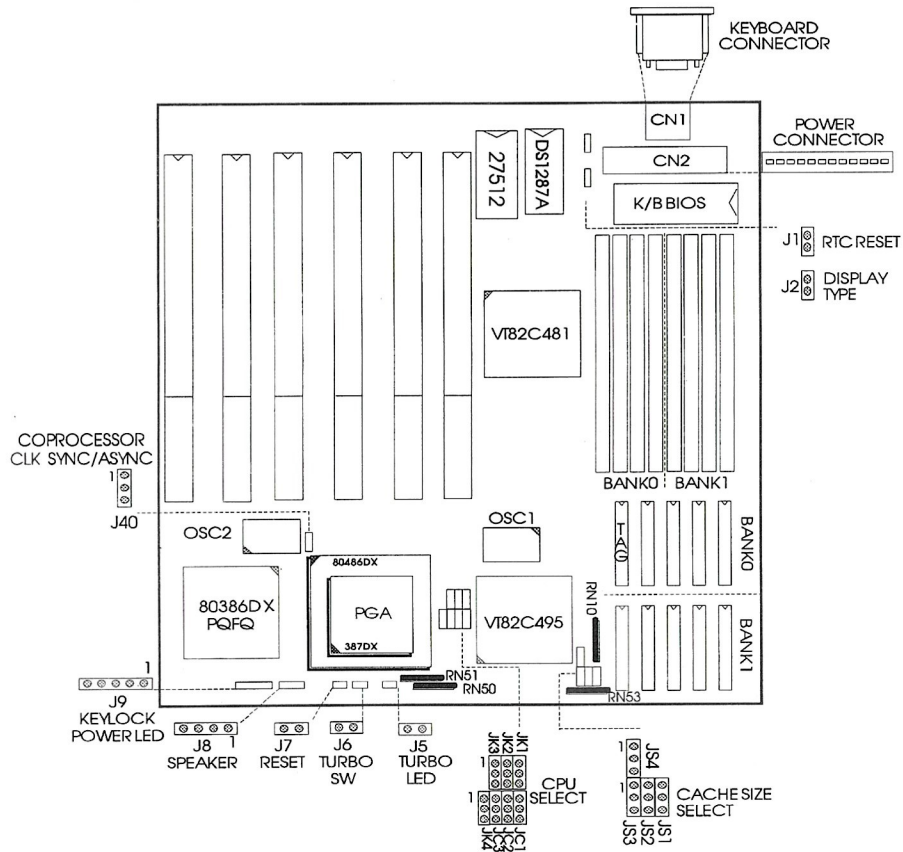 KEYBOARD
CONNECTOR
CN1
POWER
CONNECTOR
CN2
27512
DS1287A
K/B BIOS
J1
RTC RESET
J2
DISPLAY
TYPE
VT82C481
COPROCESSOR
CLK SYNC/ASYNC
1
J40
BANK0
BANK1
OSC2
OSC1
TAG
BANK0
80486DX
80386DX
PQFQ
PGA
387DX
VT82C495
RN10
BANK1
RN51
RN50
RN53
1
J9
KEYLOCK
POWER LED
1
J8
SPEAKER
J7
RESET
J6
TURBO
SW
J5
TURBO
LED
JK3
JK2
JK1
1
CPU
SELECT
1
JK4
JC3
JC2
JC1
1
JS4
1
CACHE SIZE
SELECT
JS3
JS2
JS1